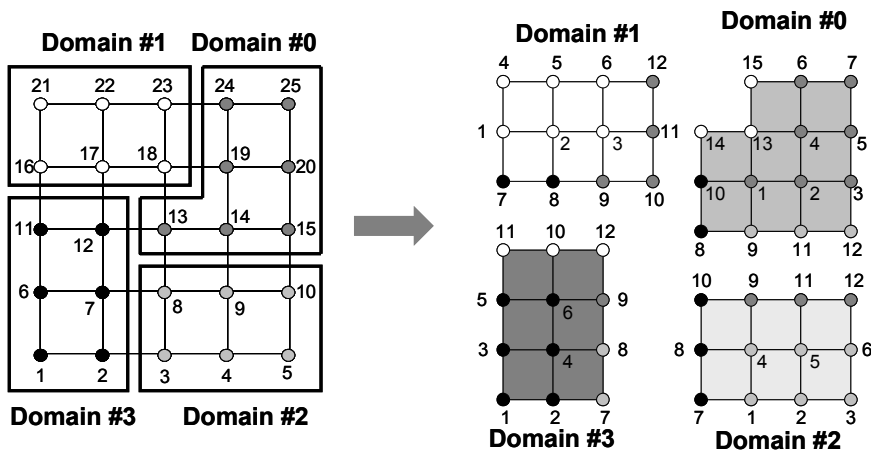 Domain #1 Domain #0
21 22 23 24 25
16 17 18 19 20
11 12 13 14 15
6 7 8 9 10
1 2 3 4 5
Domain #3 Domain #2
Domain #1
4 5 6 12
1 2 3 11
7 8 9 10
Domain #0
15 6 7
14 13 4 5
10 1 2 3
8 9 11 12
11 10 12
5 6 9
3 4 8
1 2 7
Domain #3
10 9 11 12
8 4 5 6
7 1 2 3
Domain #2